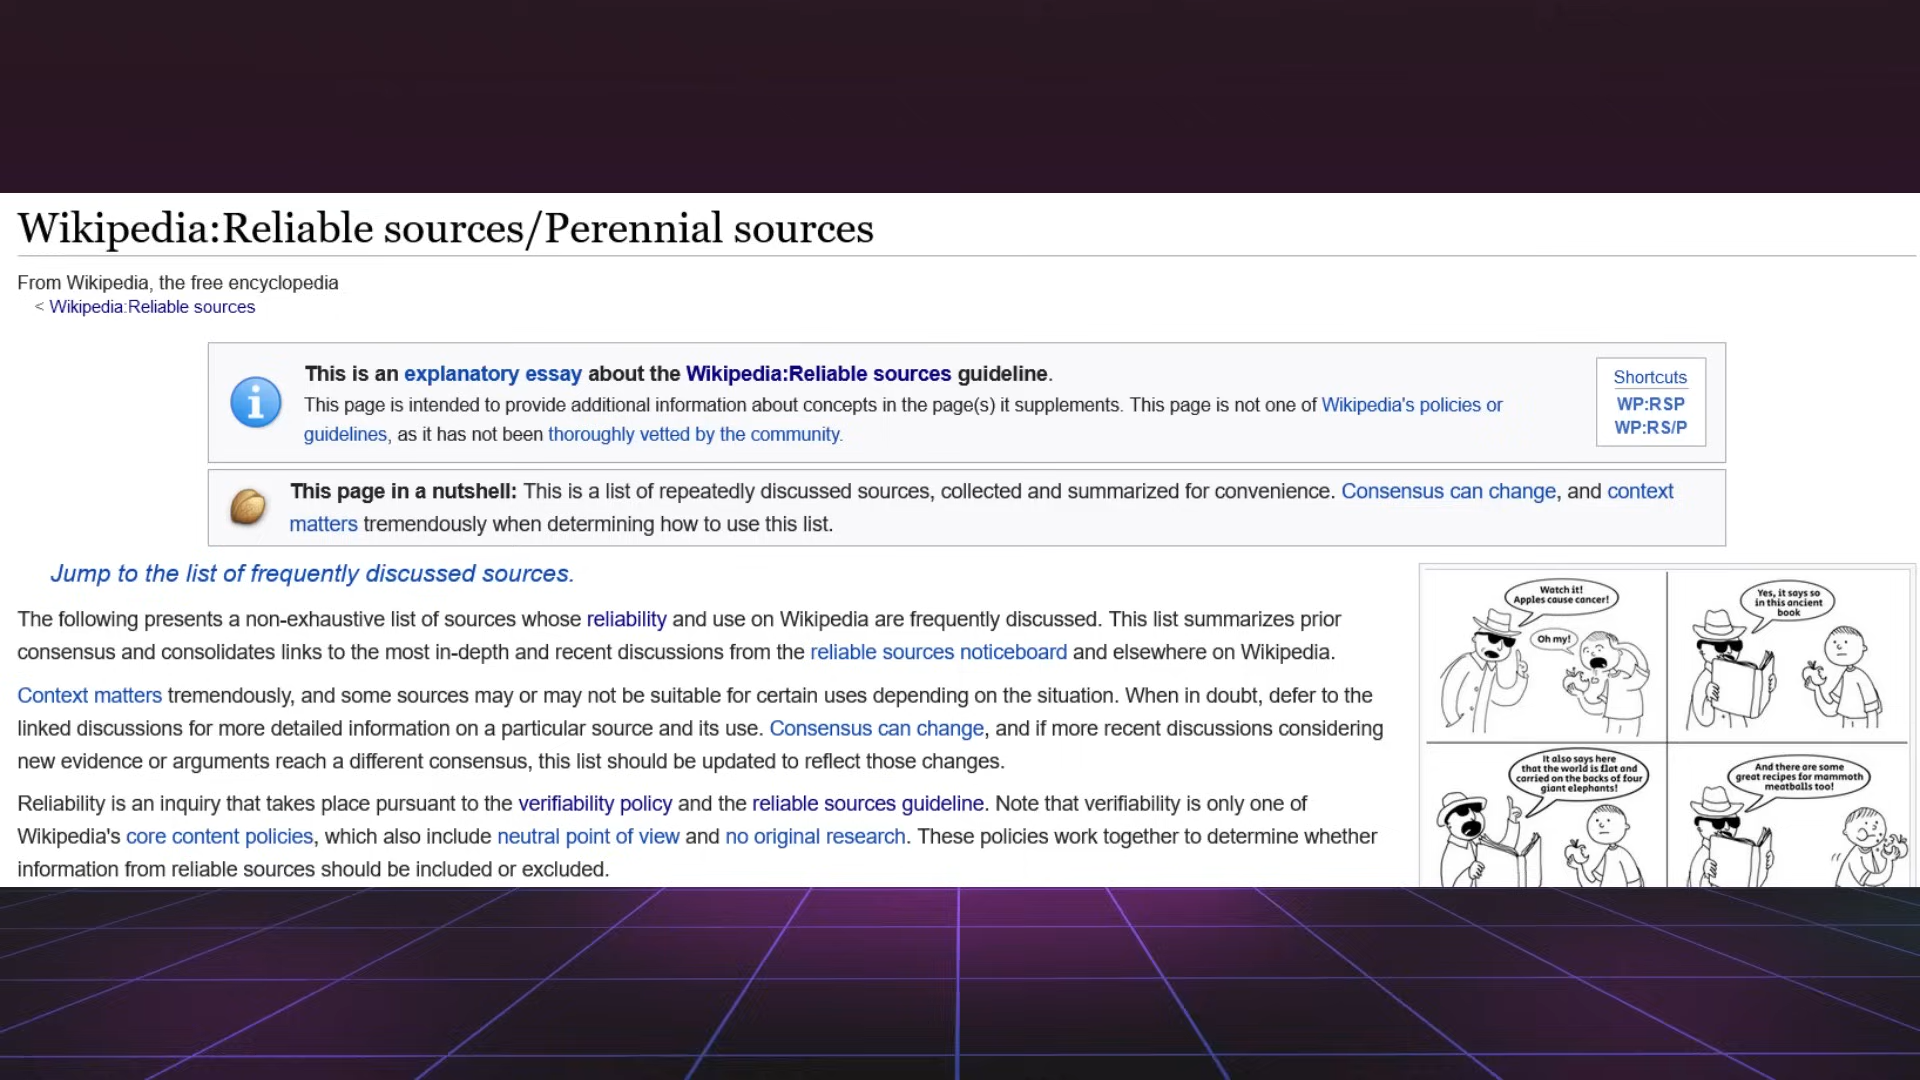 Wikipedia:Reliable sources/Perennial sources
From Wikipedia, the free encyclopedia
< Wikipedia:Reliable sources
This is an explanatory essay about the Wikipedia:Reliable sources guideline.
This page is intended to provide additional information about concepts in the page(s) it supplements. This page is not one of Wikipedia's policies or
guidelines, as it has not been thoroughly vetted by the community.
Shortcuts
WP:RSP
WP:RS/P
This page in a nutshell: This is a list of repeatedly discussed sources, collected and summarized for convenience. Consensus can change, and context
matters tremendously when determining how to use this list.
Jump to the list of frequently discussed sources.
The following presents a non-exhaustive list of sources whose reliability and use on Wikipedia are frequently discussed. This list summarizes prior
consensus and consolidates links to the most in-depth and recent discussions from the reliable sources noticeboard and elsewhere on Wikipedia.
Context matters tremendously, and some sources may or may not be suitable for certain uses depending on the situation. When in doubt, defer to the
linked discussions for more detailed information on a particular source and its use. Consensus can change, and if more recent discussions considering
new evidence or arguments reach a different consensus, this list should be updated to reflect those changes.
Reliability is an inquiry that takes place pursuant to the verifiability policy and the reliable sources guideline. Note that verifiability is only one of
Wikipedia's core content policies, which also include neutral point of view and no original research. These policies work together to determine whether
information from reliable sources should be included or excluded.
Watch it!
Apples cause cancer!
Oh my!
Yes, it says so
in this ancient
book
It also says here
that the world is flat and
carried on the backs of four
giant elephants!
And there are some
great recipes for mammoth
meatballs too!